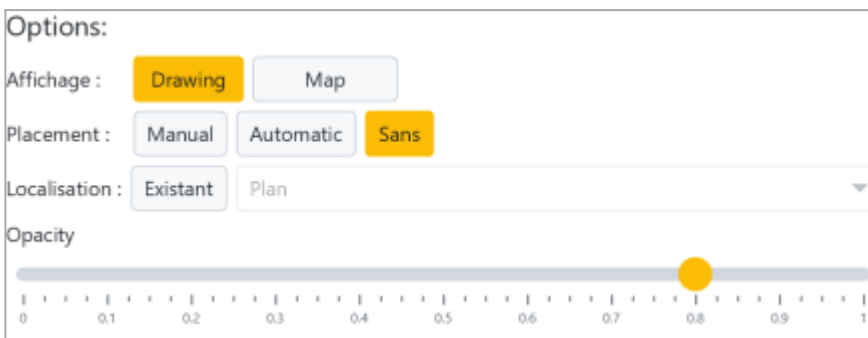 Options:
Affichage : Drawing Map
Placement : Manual Automatic Sans
Localisation : Existant Plan
Opacity
0 0.1 0.2 0.3 0.4 0.5 0.6 0.7 0.8 0.9 1